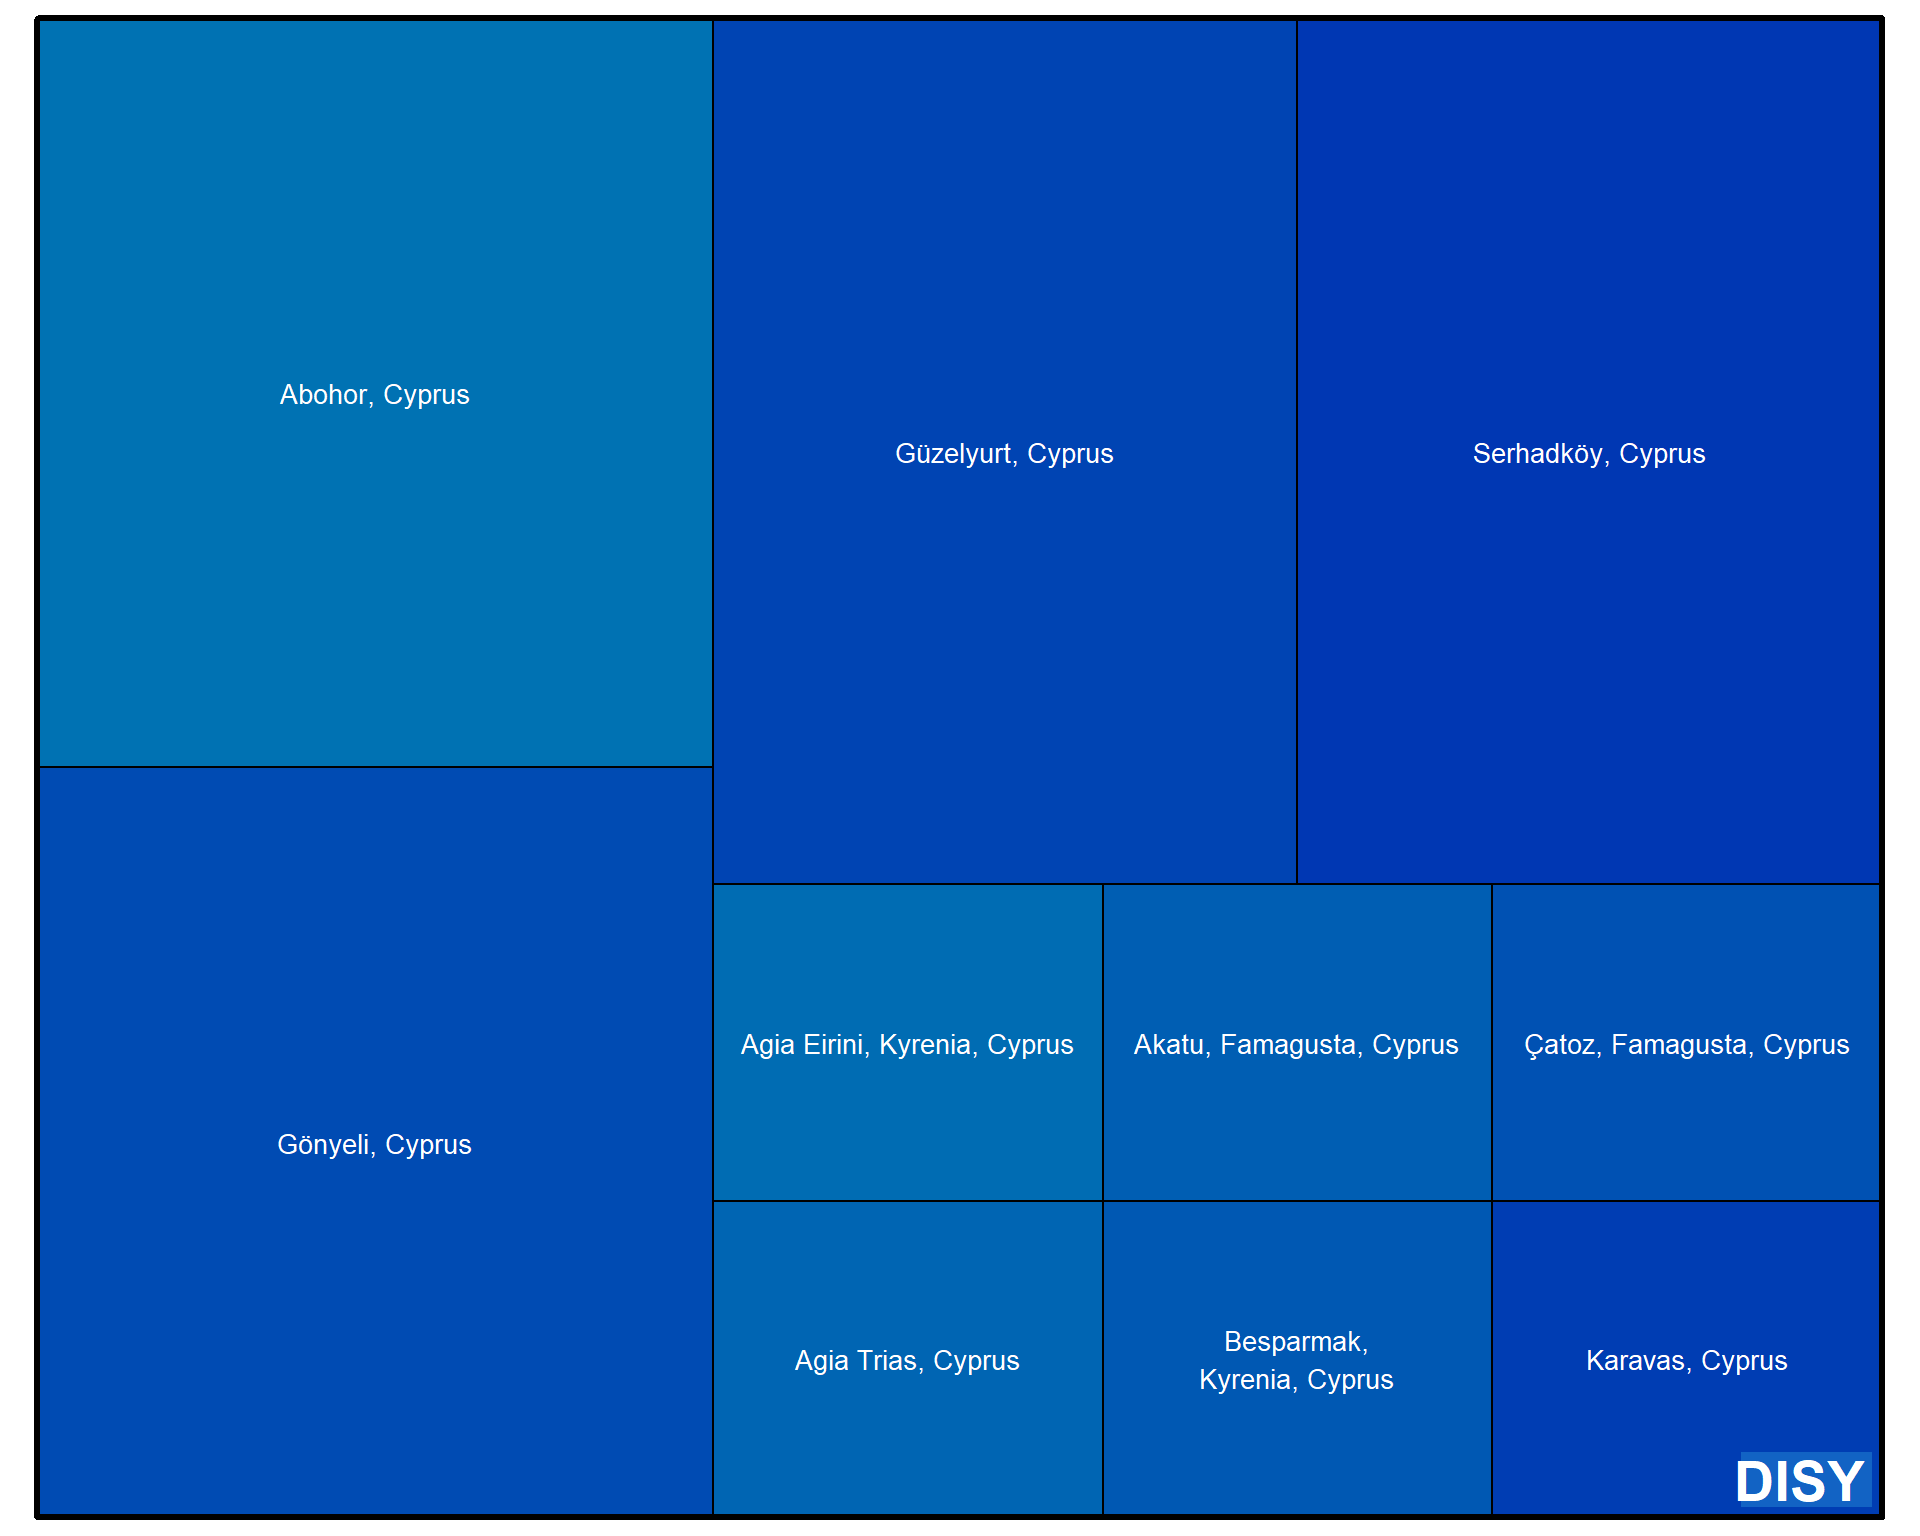 Abohor, Cyprus
Güzelyurt, Cyprus
Serhadköy, Cyprus
Gönyeli, Cyprus
Agia Eirini, Kyrenia, Cyprus
Akatu, Famagusta, Cyprus
Çatoz, Famagusta, Cyprus
Agia Trias, Cyprus
Besparmak,
Kyrenia, Cyprus
Karavas, Cyprus
DISY